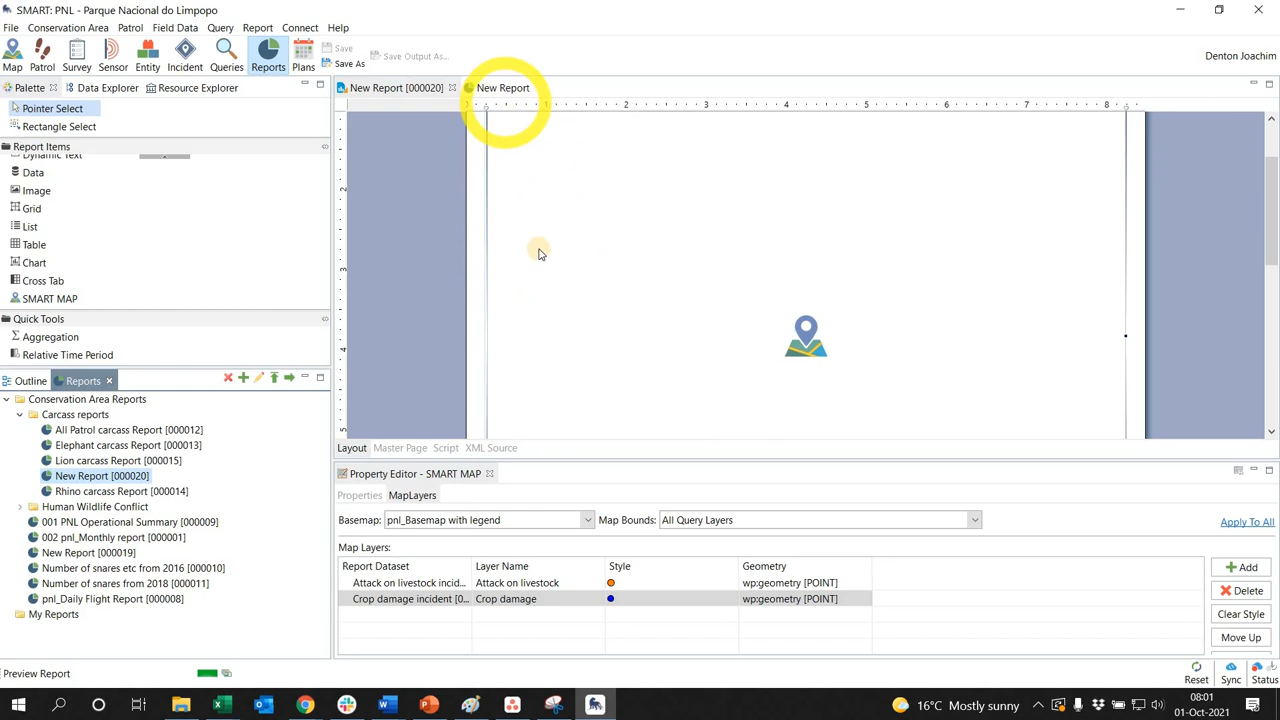 SMART: PNL - Parque Nacional do Limpopo
File Conservation Area Patrol Field Data Query Report Connect Help
Map Patrol Survey Sensor Entity Incident Queries Reports Plans
Save
Save As
Save Output As...
Denton Joachim
Palette Data Explorer Resource Explorer
Pointer Select
Rectangle Select
Report Items
Dynamic Text
Data
Image
Grid
List
Table
Chart
Cross Tab
SMART MAP
Quick Tools
Aggregation
Relative Time Period
Outline Reports
Conservation Area Reports
Carcass reports
All Patrol carcass Report [000012]
Elephant carcass Report [000013]
Lion carcass Report [000015]
New Report [000020]
Rhino carcass Report [000014]
Human Wildlife Conflict
001 PNL Operational Summary [000009]
002 pnl_Monthly report [000001]
New Report [000019]
Number of snares etc from 2016 [000010]
Number of snares from 2018 [000011]
pnl_Daily Flight Report [000008]
My Reports
New Report [000020] New Report
1 2 3 4 5 6 7 8
2
3
4
5
Layout Master Page Script XML Source
Property Editor - SMART MAP
Properties MapLayers
Basemap: pnl_Basemap with legend Map Bounds: All Query Layers Apply To All
Map Layers:
Report Dataset Layer Name Style Geometry
Attack on livestock incid... Attack on livestock wp:geometry [POINT]
Crop damage incident [0... Crop damage wp:geometry [POINT]
Add
Delete
Clear Style
Move Up
Preview Report
Reset Sync Status
16°C Mostly sunny
08:01
01-Oct-2021